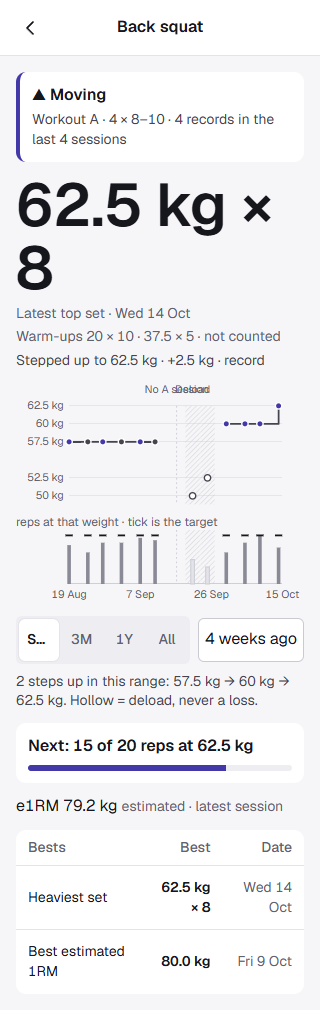 Back squat
▲ Moving
Workout A · 4 × 8–10 · 4 records in the
last 4 sessions
62.5 kg ×
8
Latest top set · Wed 14 Oct
Warm-ups 20 × 10 · 37.5 × 5 · not counted
Stepped up to 62.5 kg · +2.5 kg · record
No A session
Deload
62.5 kg
60 kg
57.5 kg
52.5 kg
50 kg
reps at that weight · tick is the target
19 Aug 7 Sep 26 Sep 15 Oct
S... 3M 1Y All 4 weeks ago
2 steps up in this range: 57.5 kg → 60 kg →
62.5 kg. Hollow = deload, never a loss.
Next: 15 of 20 reps at 62.5 kg
e1RM 79.2 kg estimated · latest session
Bests Best Date
Heaviest set 62.5 kg × 8 Wed 14 Oct
Best estimated 1RM 80.0 kg Fri 9 Oct